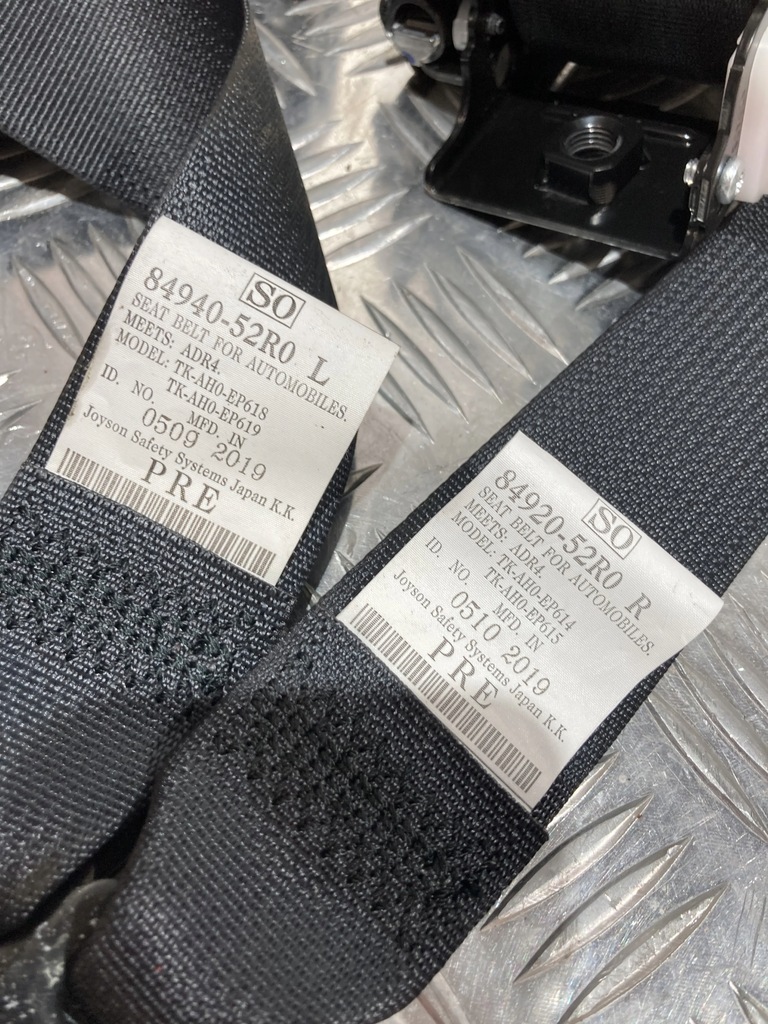 SO
84940-52R0 L
SEAT BELT FOR AUTOMOBILES.
MEETS: ADR4.
MODEL: TK-AH0-EP618
TK-AH0-EP619
ID. NO. MFD. IN
0509 2019
Joyson Safety Systems Japan K.K.
PRE
SO
84920-52R0 R
SEAT BELT FOR AUTOMOBILES.
MEETS: ADR4.
MODEL: TK-AH0-EP614
TK-AH0-EP615
ID. NO. MFD. IN
0510 2019
Joyson Safety Systems Japan K.K.
PRE